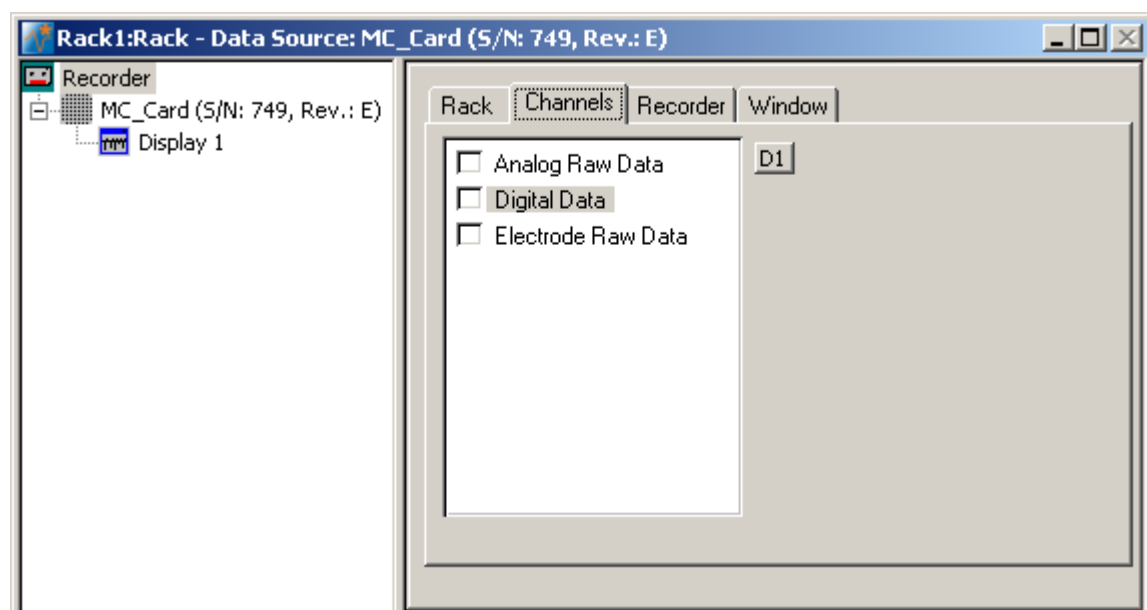 Rack1:Rack - Data Source: MC_Card (S/N: 749, Rev.: E)
Recorder
MC_Card (S/N: 749, Rev.: E)
Display 1
Rack Channels Recorder Window
Analog Raw Data
D1
Digital Data
Electrode Raw Data